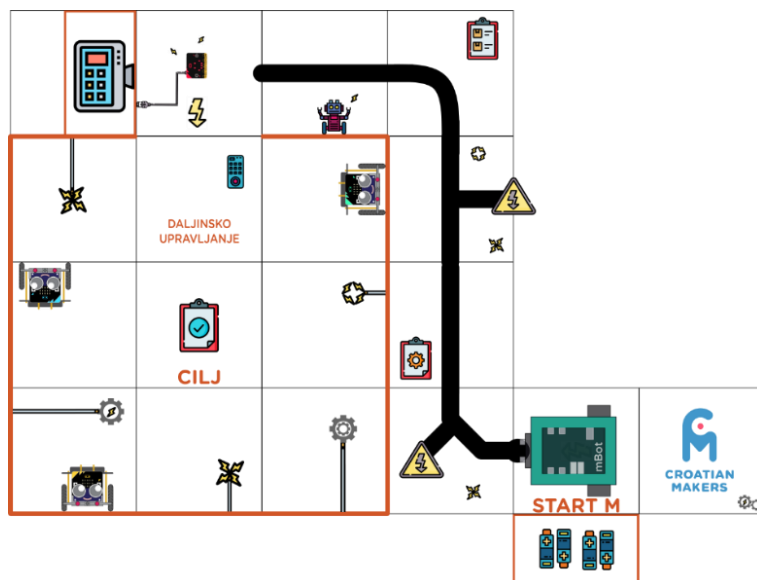 DALJINSKO
UPRAVLJANJE
CILJ
mBot
START M
CROATIAN
MAKERS